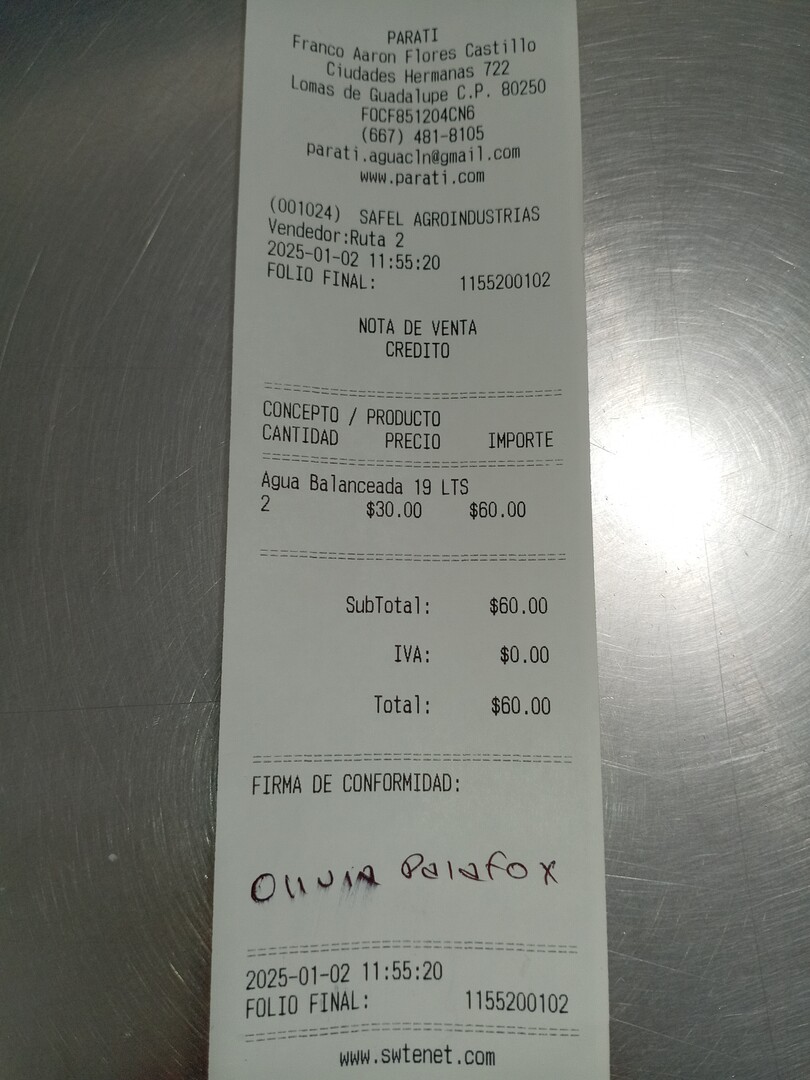 PARATI
Franco Aaron Flores Castillo
Ciudades Hermanas 722
Lomas de Guadalupe C.P. 80250
FOCF851204CN6
(667) 481-8105
parati.aguacln@gmail.com
www.parati.com
(001024) SAFEL AGROINDUSTRIAS
Vendedor:Ruta 2
2025-01-02 11:55:20
FOLIO FINAL: 1155200102
NOTA DE VENTA
CREDITO
CONCEPTO / PRODUCTO
CANTIDAD PRECIO IMPORTE
Agua Balanceada 19 LTS
2 $30.00 $60.00
SubTotal: $60.00
IVA: $0.00
Total: $60.00
FIRMA DE CONFORMIDAD:
Olivia Palafox
2025-01-02 11:55:20
FOLIO FINAL: 1155200102
www.swtenet.com